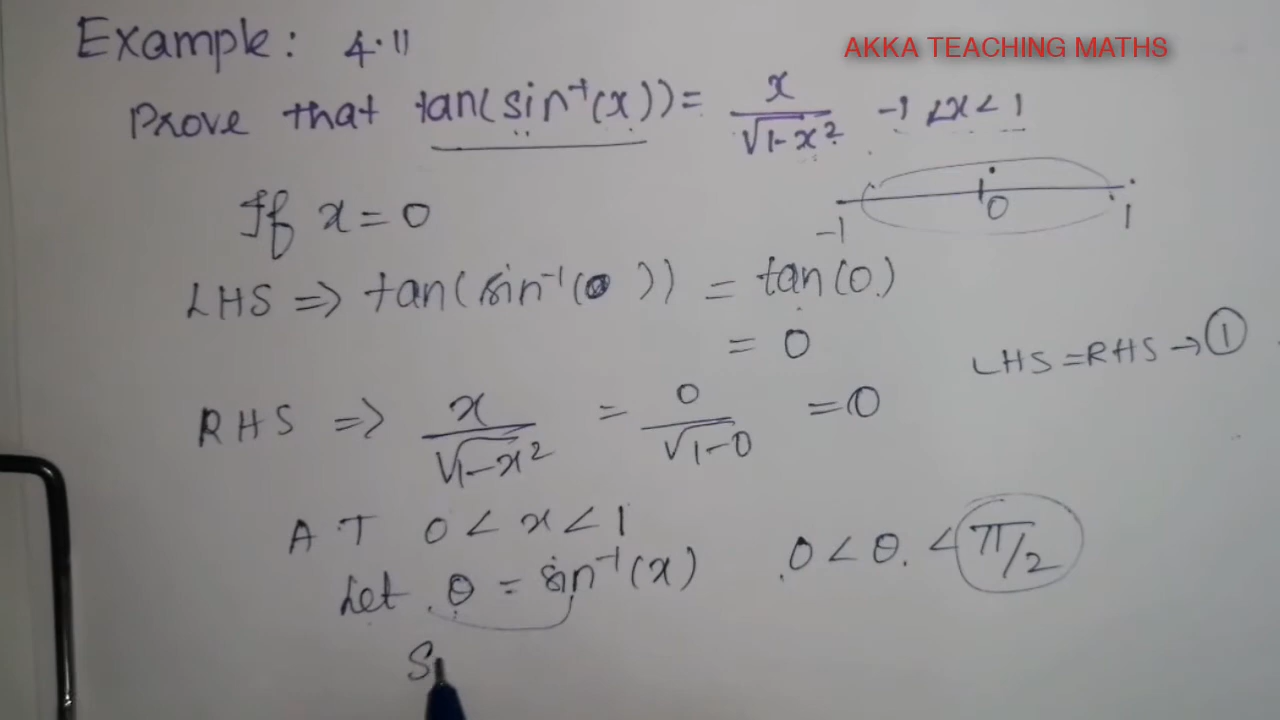 Example: 4.11
AKKA TEACHING MATHS
Prove that tan(sin⁻¹(x)) = x/√1-x² -1 < x < 1
-1 0 1
If x = 0
LHS ⇒ tan(sin⁻¹(0)) = tan(0)
= 0
LHS = RHS → ①
RHS ⇒ x/√1-x² = 0/√1-0 = 0
AT 0 < x < 1
Let θ = sin⁻¹(x) 0 < θ < π/2
S